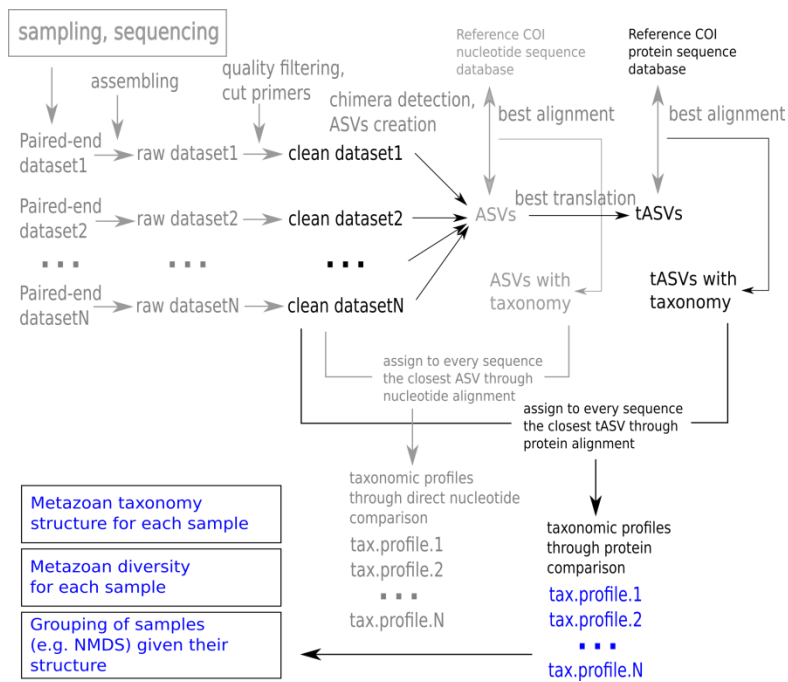 sampling, sequencing
Reference COI
nucleotide sequence
database
Reference COI
protein sequence
database
assembling
quality filtering,
cut primers
chimera detection,
ASVs creation
best alignment
best alignment
Paired-end
dataset1
raw dataset1
clean dataset1
Paired-end
dataset2
raw dataset2
clean dataset2
ASVs
best translation
tASVs
...
...
...
Paired-end
datasetN
raw datasetN
clean datasetN
ASVs with
taxonomy
tASVs with
taxonomy
assign to every sequence
the closest ASV through
nucleotide alignment
assign to every sequence
the closest tASV through
protein alignment
taxonomic profiles
through direct nucleotide
comparison
tax.profile.1
tax.profile.2
...
tax.profile.N
taxonomic profiles
through protein
comparison
tax.profile.1
tax.profile.2
...
tax.profile.N
Metazoan taxonomy
structure for each sample
Metazoan diversity
for each sample
Grouping of samples
(e.g. NMDS) given their
structure